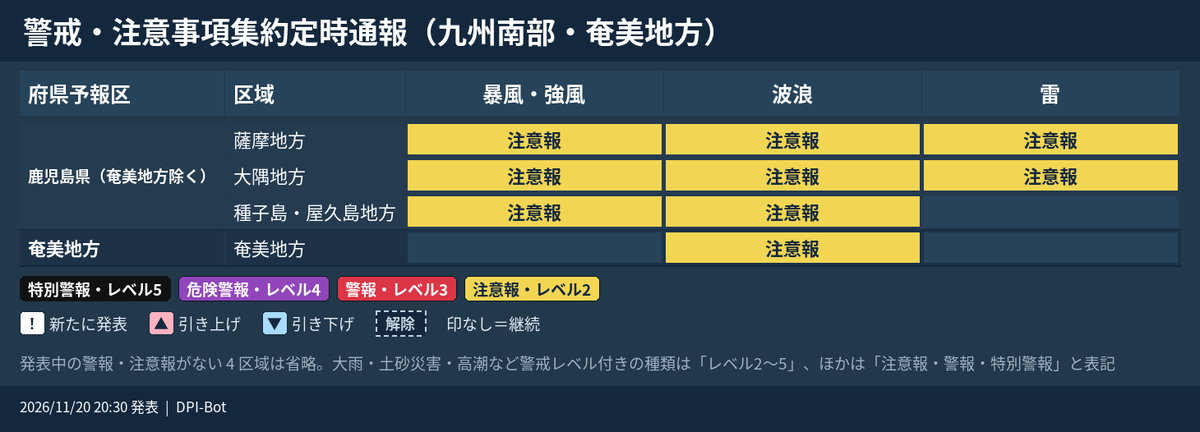 警戒・注意事項集約定時通報（九州南部・奄美地方）
府県予報区 区域 暴風・強風 波浪 雷
薩摩地方 注意報 注意報 注意報
鹿児島県（奄美地方除く） 大隅地方 注意報 注意報 注意報
種子島・屋久島地方 注意報 注意報
奄美地方 奄美地方 注意報
特別警報・レベル5 危険警報・レベル4 警報・レベル3 注意報・レベル2
! 新たに発表 ▲ 引き上げ ▼ 引き下げ 解除 印なし＝継続
発表中の警報・注意報がない 4 区域は省略。大雨・土砂災害・高潮など警戒レベル付きの種類は「レベル2〜5」、ほかは「注意報・警報・特別警報」と表記
2026/11/20 20:30 発表 | DPI-Bot